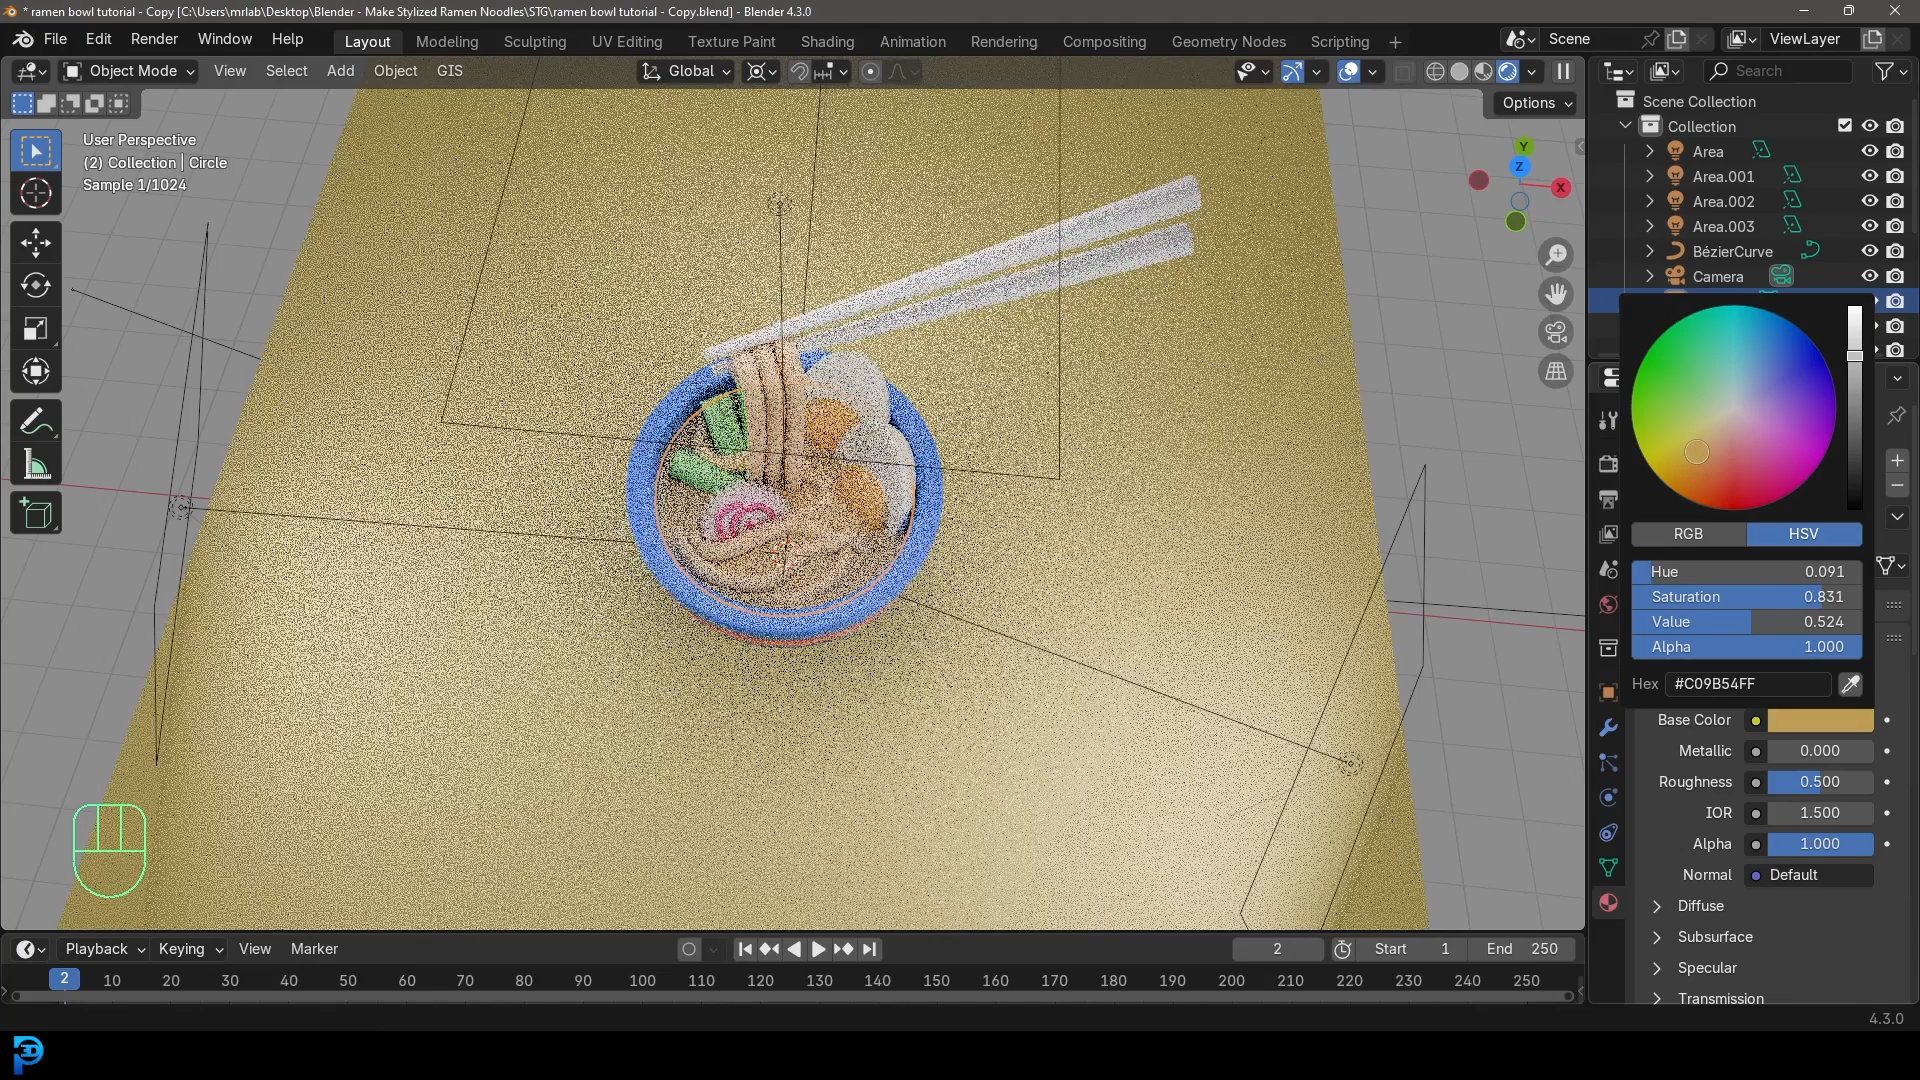 * ramen bowl tutorial - Copy [C:\Users\mrlab\Desktop\Blender - Make Stylized Ramen Noodles\STG\ramen bowl tutorial - Copy.blend] - Blender 4.3.0
File Edit Render Window Help Layout Modeling Sculpting UV Editing Texture Paint Shading Animation Rendering Compositing Geometry Nodes Scripting + Scene ViewLayer
Object Mode View Select Add Object GIS Global Search
Options
User Perspective
(2) Collection | Circle
Sample 1/1024
Y
Z
X
Scene Collection
Collection
Area
Area.001
Area.002
Area.003
BézierCurve
Camera
RGB HSV
Hue 0.091
Saturation 0.831
Value 0.524
Alpha 1.000
Hex #C09B54FF
Base Color
Metallic 0.000
Roughness 0.500
IOR 1.500
Alpha 1.000
Normal Default
Diffuse
Subsurface
Specular
Transmission
Playback Keying View Marker 2 Start 1 End 250
2 10 20 30 40 50 60 70 80 90 100 110 120 130 140 150 160 170 180 190 200 210 220 230 240 250
4.3.0
3D